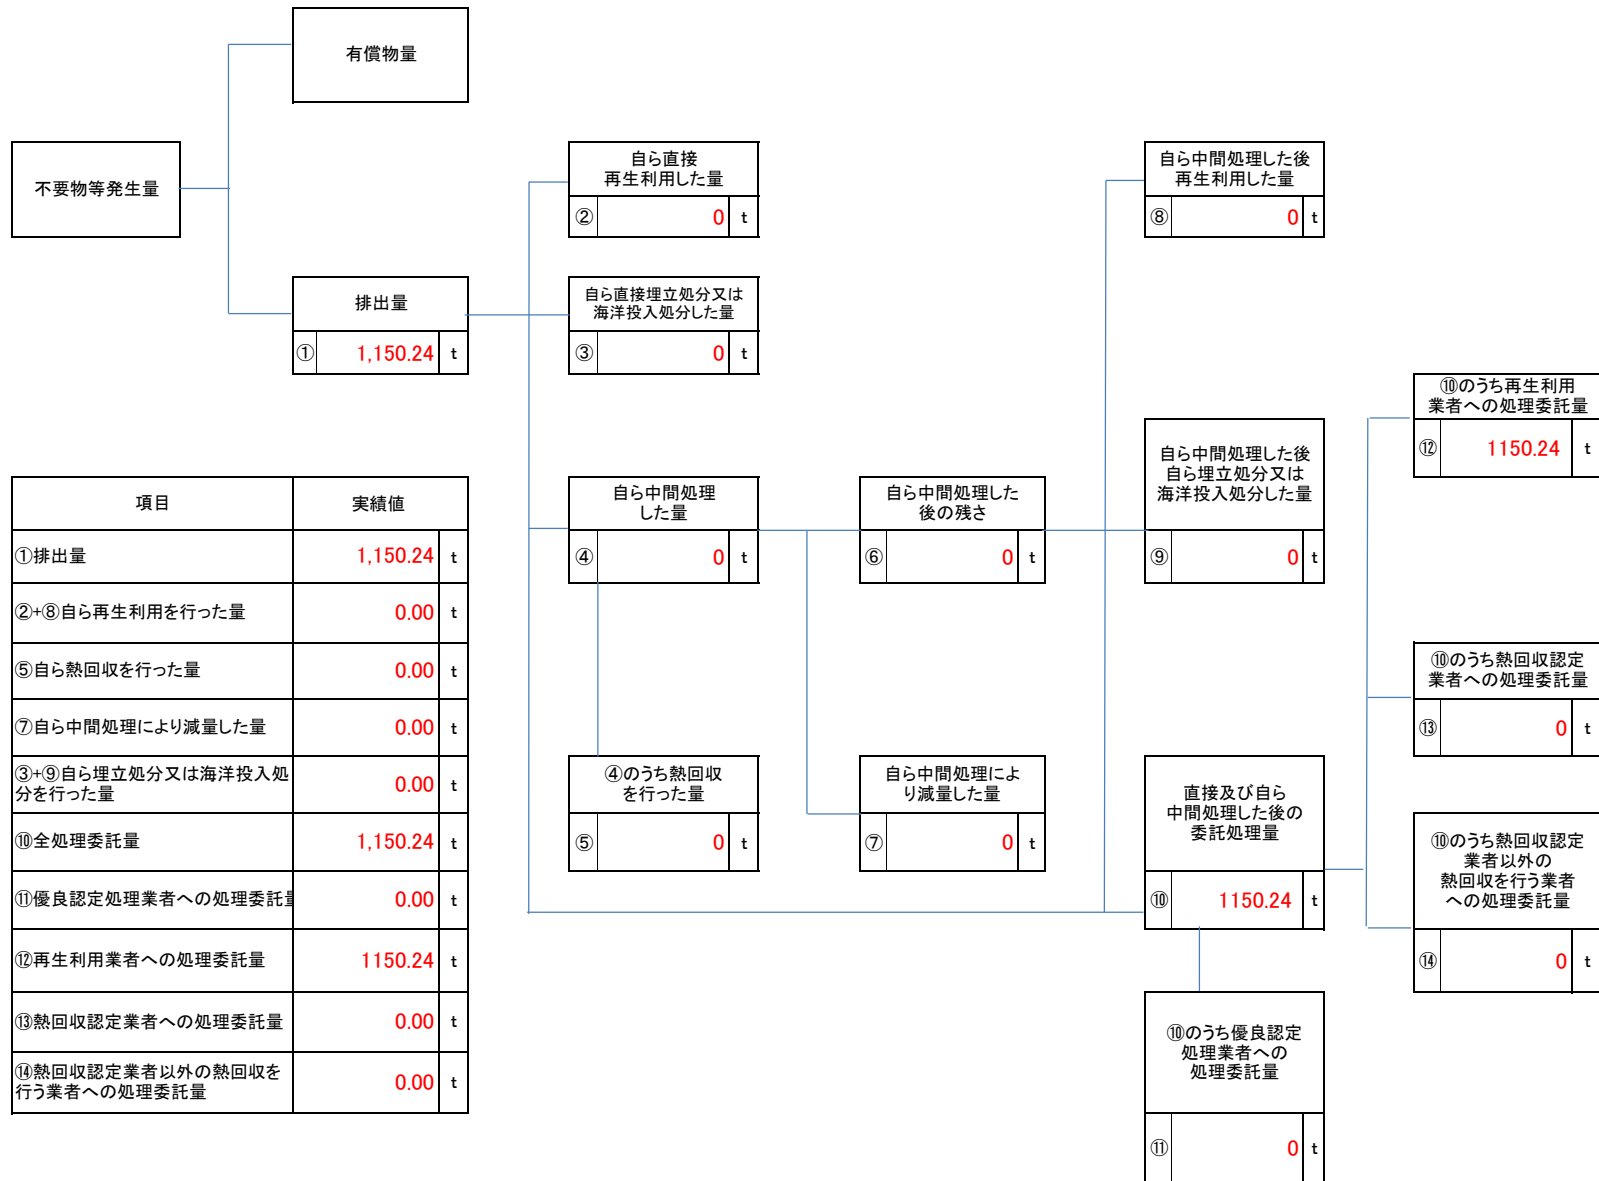 有償物量
不要物等発生量
排出量
① 1,150.24 t
自ら直接
再生利用した量
② 0 t
自ら直接埋立処分又は
海洋投入処分した量
③ 0 t
自ら中間処理
した量
④ 0 t
④のうち熱回収
を行った量
⑤ 0 t
自ら中間処理した
後の残さ
⑥ 0 t
自ら中間処理によ
り減量した量
⑦ 0 t
自ら中間処理した後
再生利用した量
⑧ 0 t
自ら中間処理した後
自ら埋立処分又は
海洋投入処分した量
⑨ 0 t
直接及び自ら
中間処理した後の
委託処理量
⑩ 1150.24 t
⑩のうち優良認定
処理業者への
処理委託量
⑪ 0 t
⑩のうち再生利用
業者への処理委託量
⑫ 1150.24 t
⑩のうち熱回収認定
業者への処理委託量
⑬ 0 t
⑩のうち熱回収認定
業者以外の
熱回収を行う業者
への処理委託量
⑭ 0 t
項目 実績値
①排出量 1,150.24 t
②+⑧自ら再生利用を行った量 0.00 t
⑤自ら熱回収を行った量 0.00 t
⑦自ら中間処理により減量した量 0.00 t
③+⑨自ら埋立処分又は海洋投入処
分を行った量 0.00 t
⑩全処理委託量 1,150.24 t
⑪優良認定処理業者への処理委託量 0.00 t
⑫再生利用業者への処理委託量 1150.24 t
⑬熱回収認定業者への処理委託量 0.00 t
⑭熱回収認定業者以外の熱回収を
行う業者への処理委託量 0.00 t